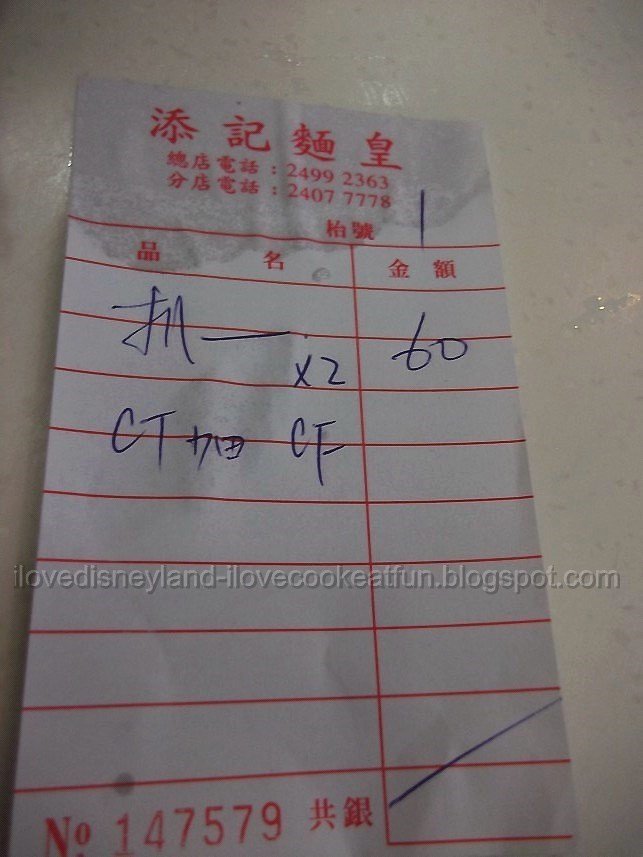 添記麵皇
總店電話：2499 2363
分店電話：2407 7778
枱號 1
品名 金額
扒一 x2 60
CT 加田 CF
ilovedisneyland-ilovecookeatfun.blogspot.com
№ 147579 共銀